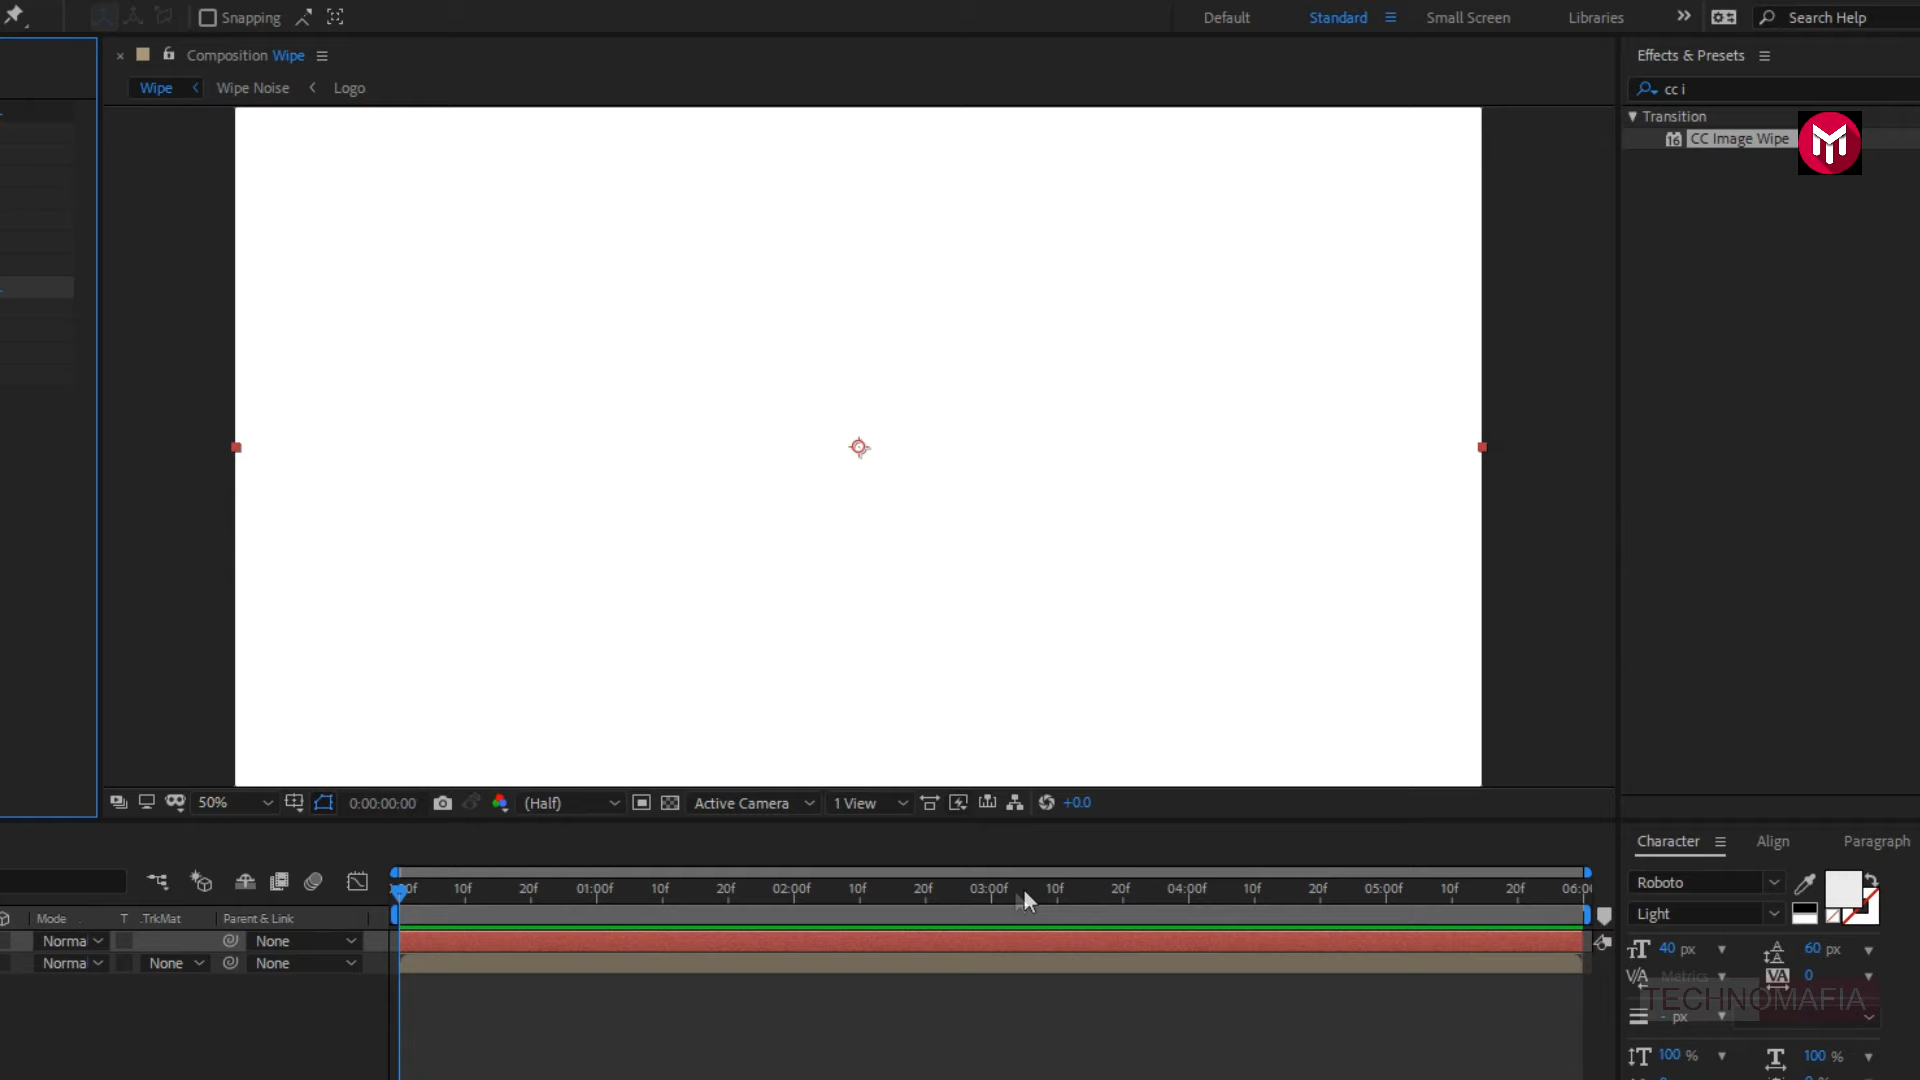 Snapping
Default Standard Small Screen Libraries Search Help
Composition Wipe
Effects & Presets
Wipe Wipe Noise Logo
cc i
Transition
CC Image Wipe
50% 0:00:00:00 (Half) Active Camera 1 View +0.0
Character Align Paragraph
Roboto
10f 20f 01:00f 10f 20f 02:00f 10f 20f 03:00f 10f 20f 04:00f 10f 20f 05:00f 10f 20f
Light
Mode T .TrkMat Parent & Link
Norma None
Norma None None
40 px 60 px
Metrics 0
TECHNOMAFIA
- px
100 % 100 %